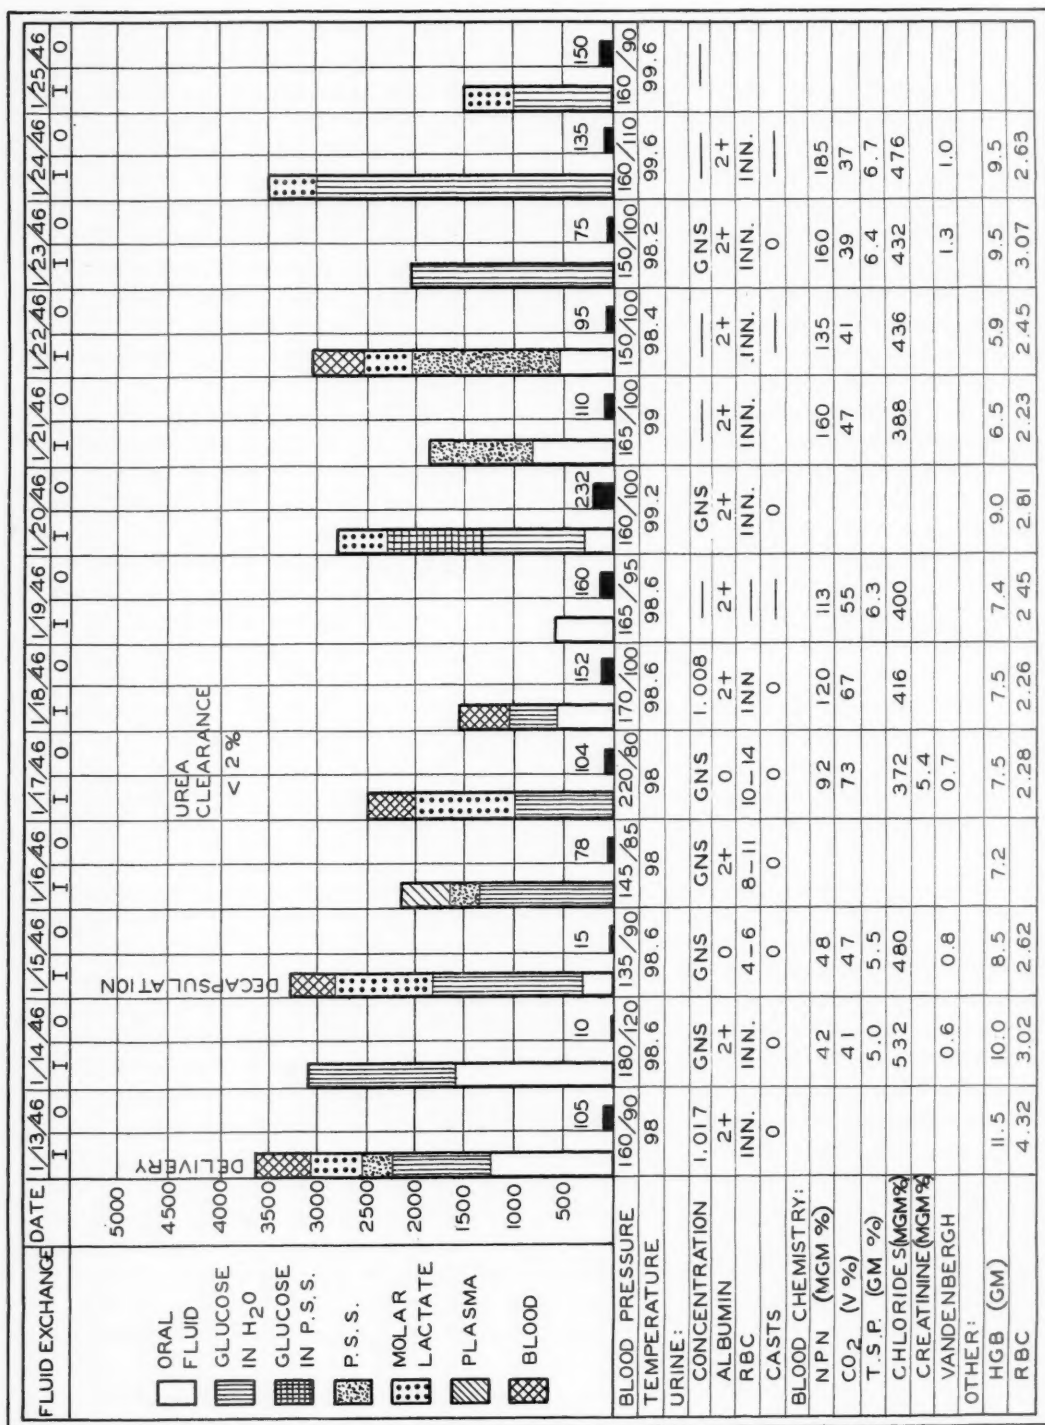 FLUID EXCHANGE DATE 1/13/46 1/14/46 1/15/46 1/16/46 1/17/46 1/18/46 1/19/46 1/20/46 1/21/46 1/22/46 1/23/46 1/24/46 1/25/46
I O I O I O I O I O I O I O I O I O I O I O I O I O
ORAL
FLUID
GLUCOSE
IN H₂O
GLUCOSE
IN P.S.S.
P.S.S.
MOLAR
LACTATE
PLASMA
BLOOD
5000
4500
4000
3500
3000
2500
2000
1500
1000
500
DELIVERY
DECAPSULATION
UREA
CLEARANCE
< 2%
105 10 15 78 104 152 160 232 110 95 75 135 150
BLOOD PRESSURE 160/90 180/120 135/90 145/85 220/80 170/100 165/95 160/100 165/100 150/100 150/100 160/110 160/90
TEMPERATURE 98 98.6 98.6 98 98 98.6 98.6 99.2 99 98.4 98.2 99.6 99.6
URINE:
CONCENTRATION 1.017 GNS GNS GNS GNS 1.008 — GNS — — GNS — —
ALBUMIN 2+ 2+ 0 2+ 0 2+ 2+ 2+ 2+ 2+ 2+ 2+
RBC INN. INN. 4-6 8-11 10-14 INN — INN. INN. .INN. INN. INN.
CASTS 0 0 0 0 0 0 — 0 — 0 —
BLOOD CHEMISTRY:
NPN (MGM %) 42 48 92 120 113 160 135 160 185
CO₂ (V %) 41 47 73 67 55 47 41 39 37
T.S.P. (GM %) 5.0 5.5 6.3 6.4 6.7
CHLORIDES(MGM%) 532 480 372 416 400 388 436 432 476
CREATININE(MGM%) 5.4
VANDENBERGH 0.6 0.8 0.7 1.3 1.0
OTHER:
HGB (GM) 11.5 10.0 8.5 7.2 7.5 7.5 7.4 9.0 6.5 5.9 9.5 9.5
RBC 4.32 3.02 2.62 2.28 2.26 2.45 2.81 2.23 2.45 3.07 2.63